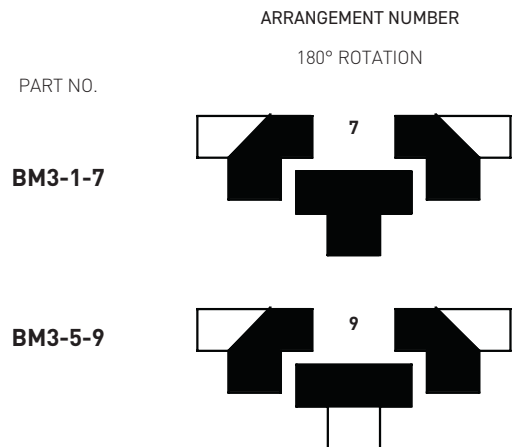 ARRANGEMENT NUMBER
180° ROTATION
PART NO.
7
BM3-1-7
9
BM3-5-9